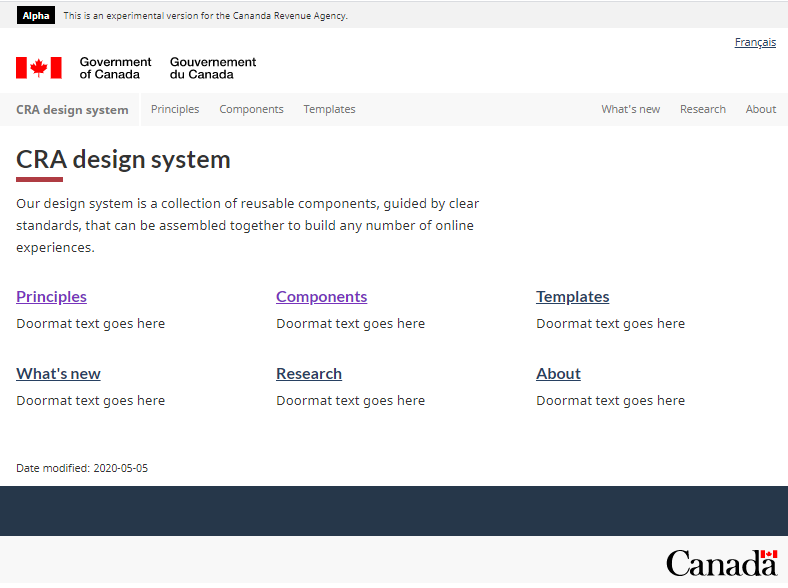 Alpha This is an experimental version for the Cananda Revenue Agency.
Français
Government of Canada
Gouvernement du Canada
CRA design system Principles Components Templates What's new Research About
CRA design system
Our design system is a collection of reusable components, guided by clear
standards, that can be assembled together to build any number of online
experiences.
Principles Components Templates
Doormat text goes here Doormat text goes here Doormat text goes here
What's new Research About
Doormat text goes here Doormat text goes here Doormat text goes here
Date modified: 2020-05-05
Canada